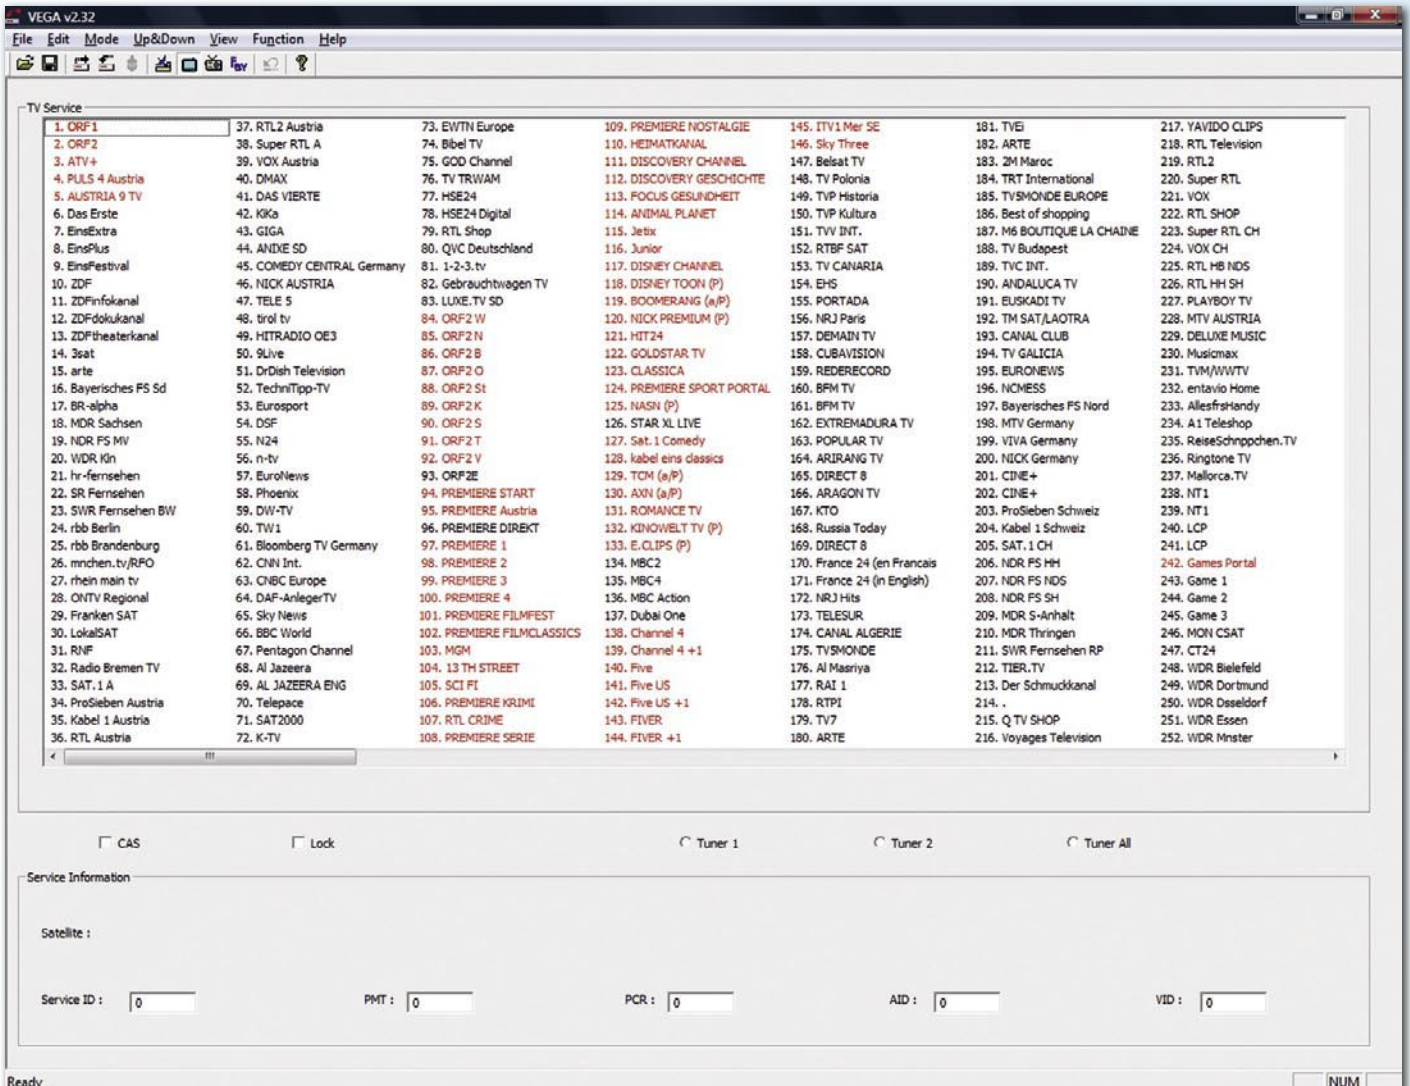 VEGA v2.32
File Edit Mode Up&Down View Function Help
TV Service
1. ORF1
2. ORF2
3. ATV+
4. PULS 4 Austria
5. AUSTRIA 9 TV
6. Das Erste
7. EinsExtra
8. EinsPlus
9. EinsFestival
10. ZDF
11. ZDFinfokanal
12. ZDFdokukanal
13. ZDFtheaterkanal
14. 3sat
15. arte
16. Bayerisches FS Sd
17. BR-alpha
18. MDR Sachsen
19. NDR FS MV
20. WDR Kln
21. hr-fernsehen
22. SR Fernsehen
23. SWR Fernsehen BW
24. rbb Berlin
25. rbb Brandenburg
26. mnchen.tv/RFO
27. rhein main tv
28. ONTV Regional
29. Franken SAT
30. LokalSAT
31. RNF
32. Radio Bremen TV
33. SAT.1 A
34. ProSieben Austria
35. Kabel 1 Austria
36. RTL Austria
37. RTL2 Austria
38. Super RTL A
39. VOX Austria
40. DMAX
41. DAS VIERTE
42. KiKa
43. GIGA
44. ANIXE SD
45. COMEDY CENTRAL Germany
46. NICK AUSTRIA
47. TELE 5
48. tirol tv
49. HITRADIO OE3
50. 9Live
51. DrDish Television
52. TechniTipp-TV
53. Eurosport
54. DSF
55. N24
56. n-tv
57. EuroNews
58. Phoenix
59. DW-TV
60. TW1
61. Bloomberg TV Germany
62. CNN Int.
63. CNBC Europe
64. DAF-AnlegerTV
65. Sky News
66. BBC World
67. Pentagon Channel
68. Al Jazeera
69. AL JAZEERA ENG
70. Telepace
71. SAT2000
72. K-TV
73. EWTN Europe
74. Bibel TV
75. GOD Channel
76. TV TRWAM
77. HSE24
78. HSE24 Digital
79. RTL Shop
80. QVC Deutschland
81. 1-2-3.tv
82. Gebrauchtwagen TV
83. LUXE.TV SD
84. ORF2 W
85. ORF2 N
86. ORF2 B
87. ORF2 O
88. ORF2 St
89. ORF2 K
90. ORF2 S
91. ORF2 T
92. ORF2 V
93. ORF2E
94. PREMIERE START
95. PREMIERE Austria
96. PREMIERE DIREKT
97. PREMIERE 1
98. PREMIERE 2
99. PREMIERE 3
100. PREMIERE 4
101. PREMIERE FILMFEST
102. PREMIERE FILMCLASSICS
103. MGM
104. 13 TH STREET
105. SCI FI
106. PREMIERE KRIMI
107. RTL CRIME
108. PREMIERE SERIE
109. PREMIERE NOSTALGIE
110. HEIMATKANAL
111. DISCOVERY CHANNEL
112. DISCOVERY GESCHICHTE
113. FOCUS GESUNDHEIT
114. ANIMAL PLANET
115. Jetix
116. Junior
117. DISNEY CHANNEL
118. DISNEY TOON (P)
119. BOOMERANG (a/P)
120. NICK PREMIUM (P)
121. HIT24
122. GOLDSTAR TV
123. CLASSICA
124. PREMIERE SPORT PORTAL
125. NASN (P)
126. STAR XL LIVE
127. Sat.1 Comedy
128. kabel eins classics
129. TCM (a/P)
130. AXN (a/P)
131. ROMANCE TV
132. KINOWELT TV (P)
133. E.CLIPS (P)
134. MBC2
135. MBC4
136. MBC Action
137. Dubai One
138. Channel 4
139. Channel 4 +1
140. Five
141. Five US
142. Five US +1
143. FIVER
144. FIVER +1
145. ITV1 Mer SE
146. Sky Three
147. Belsat TV
148. TV Polonia
149. TVP Historia
150. TVP Kultura
151. TVV INT.
152. RTBF SAT
153. TV CANARIA
154. EHS
155. PORTADA
156. NRJ Paris
157. DEMAIN TV
158. CUBAVISION
159. REDERECORD
160. BFM TV
161. BFM TV
162. EXTREMADURA TV
163. POPULAR TV
164. ARIRANG TV
165. DIRECT 8
166. ARAGON TV
167. KTO
168. Russia Today
169. DIRECT 8
170. France 24 (en Francais
171. France 24 (in English)
172. NRJ Hits
173. TELESUR
174. CANAL ALGERIE
175. TV5MONDE
176. Al Masriya
177. RAI 1
178. RTPI
179. TV7
180. ARTE
181. TVEi
182. ARTE
183. 2M Maroc
184. TRT International
185. TV5MONDE EUROPE
186. Best of shopping
187. M6 BOUTIQUE LA CHAINE
188. TV Budapest
189. TVC INT.
190. ANDALUCA TV
191. EUSKADI TV
192. TM SAT/LAOTRA
193. CANAL CLUB
194. TV GALICIA
195. EURONEWS
196. NCMESS
197. Bayerisches FS Nord
198. MTV Germany
199. VIVA Germany
200. NICK Germany
201. CINE+
202. CINE+
203. ProSieben Schweiz
204. Kabel 1 Schweiz
205. SAT.1 CH
206. NDR FS HH
207. NDR FS NDS
208. NDR FS SH
209. MDR S-Anhalt
210. MDR Thringen
211. SWR Fernsehen RP
212. TIER.TV
213. Der Schmuckkanal
214. .
215. Q TV SHOP
216. Voyages Television
217. YAVIDO CLIPS
218. RTL Television
219. RTL2
220. Super RTL
221. VOX
222. RTL SHOP
223. Super RTL CH
224. VOX CH
225. RTL HB NDS
226. RTL HH SH
227. PLAYBOY TV
228. MTV AUSTRIA
229. DELUXE MUSIC
230. Musicmax
231. TVM/WWTV
232. entavio Home
233. AllesfrsHandy
234. A1 Teleshop
235. ReiseSchnppchen.TV
236. Ringtone TV
237. Mallorca.TV
238. NT1
239. NT1
240. LCP
241. LCP
242. Games Portal
243. Game 1
244. Game 2
245. Game 3
246. MON CSAT
247. CT24
248. WDR Bielefeld
249. WDR Dortmund
250. WDR Dsseldorf
251. WDR Essen
252. WDR Mnster
CAS Lock Tuner 1 Tuner 2 Tuner All
Service Information
Satellite :
Service ID : 0 PMT : 0 PCR : 0 AID : 0 VID : 0
Ready NUM